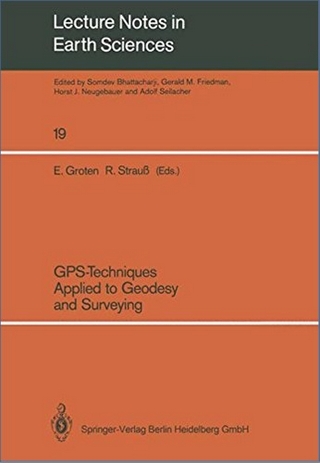 Lecture Notes in
Earth Sciences
Edited by Somdev Bhattacharji, Gerald M. Friedman,
Horst J. Neugebauer and Adolf Seilacher
19
E. Groten R. Strauß (Eds.)
GPS-Techniques
Applied to Geodesy
and Surveying
Springer-Verlag Berlin Heidelberg GmbH